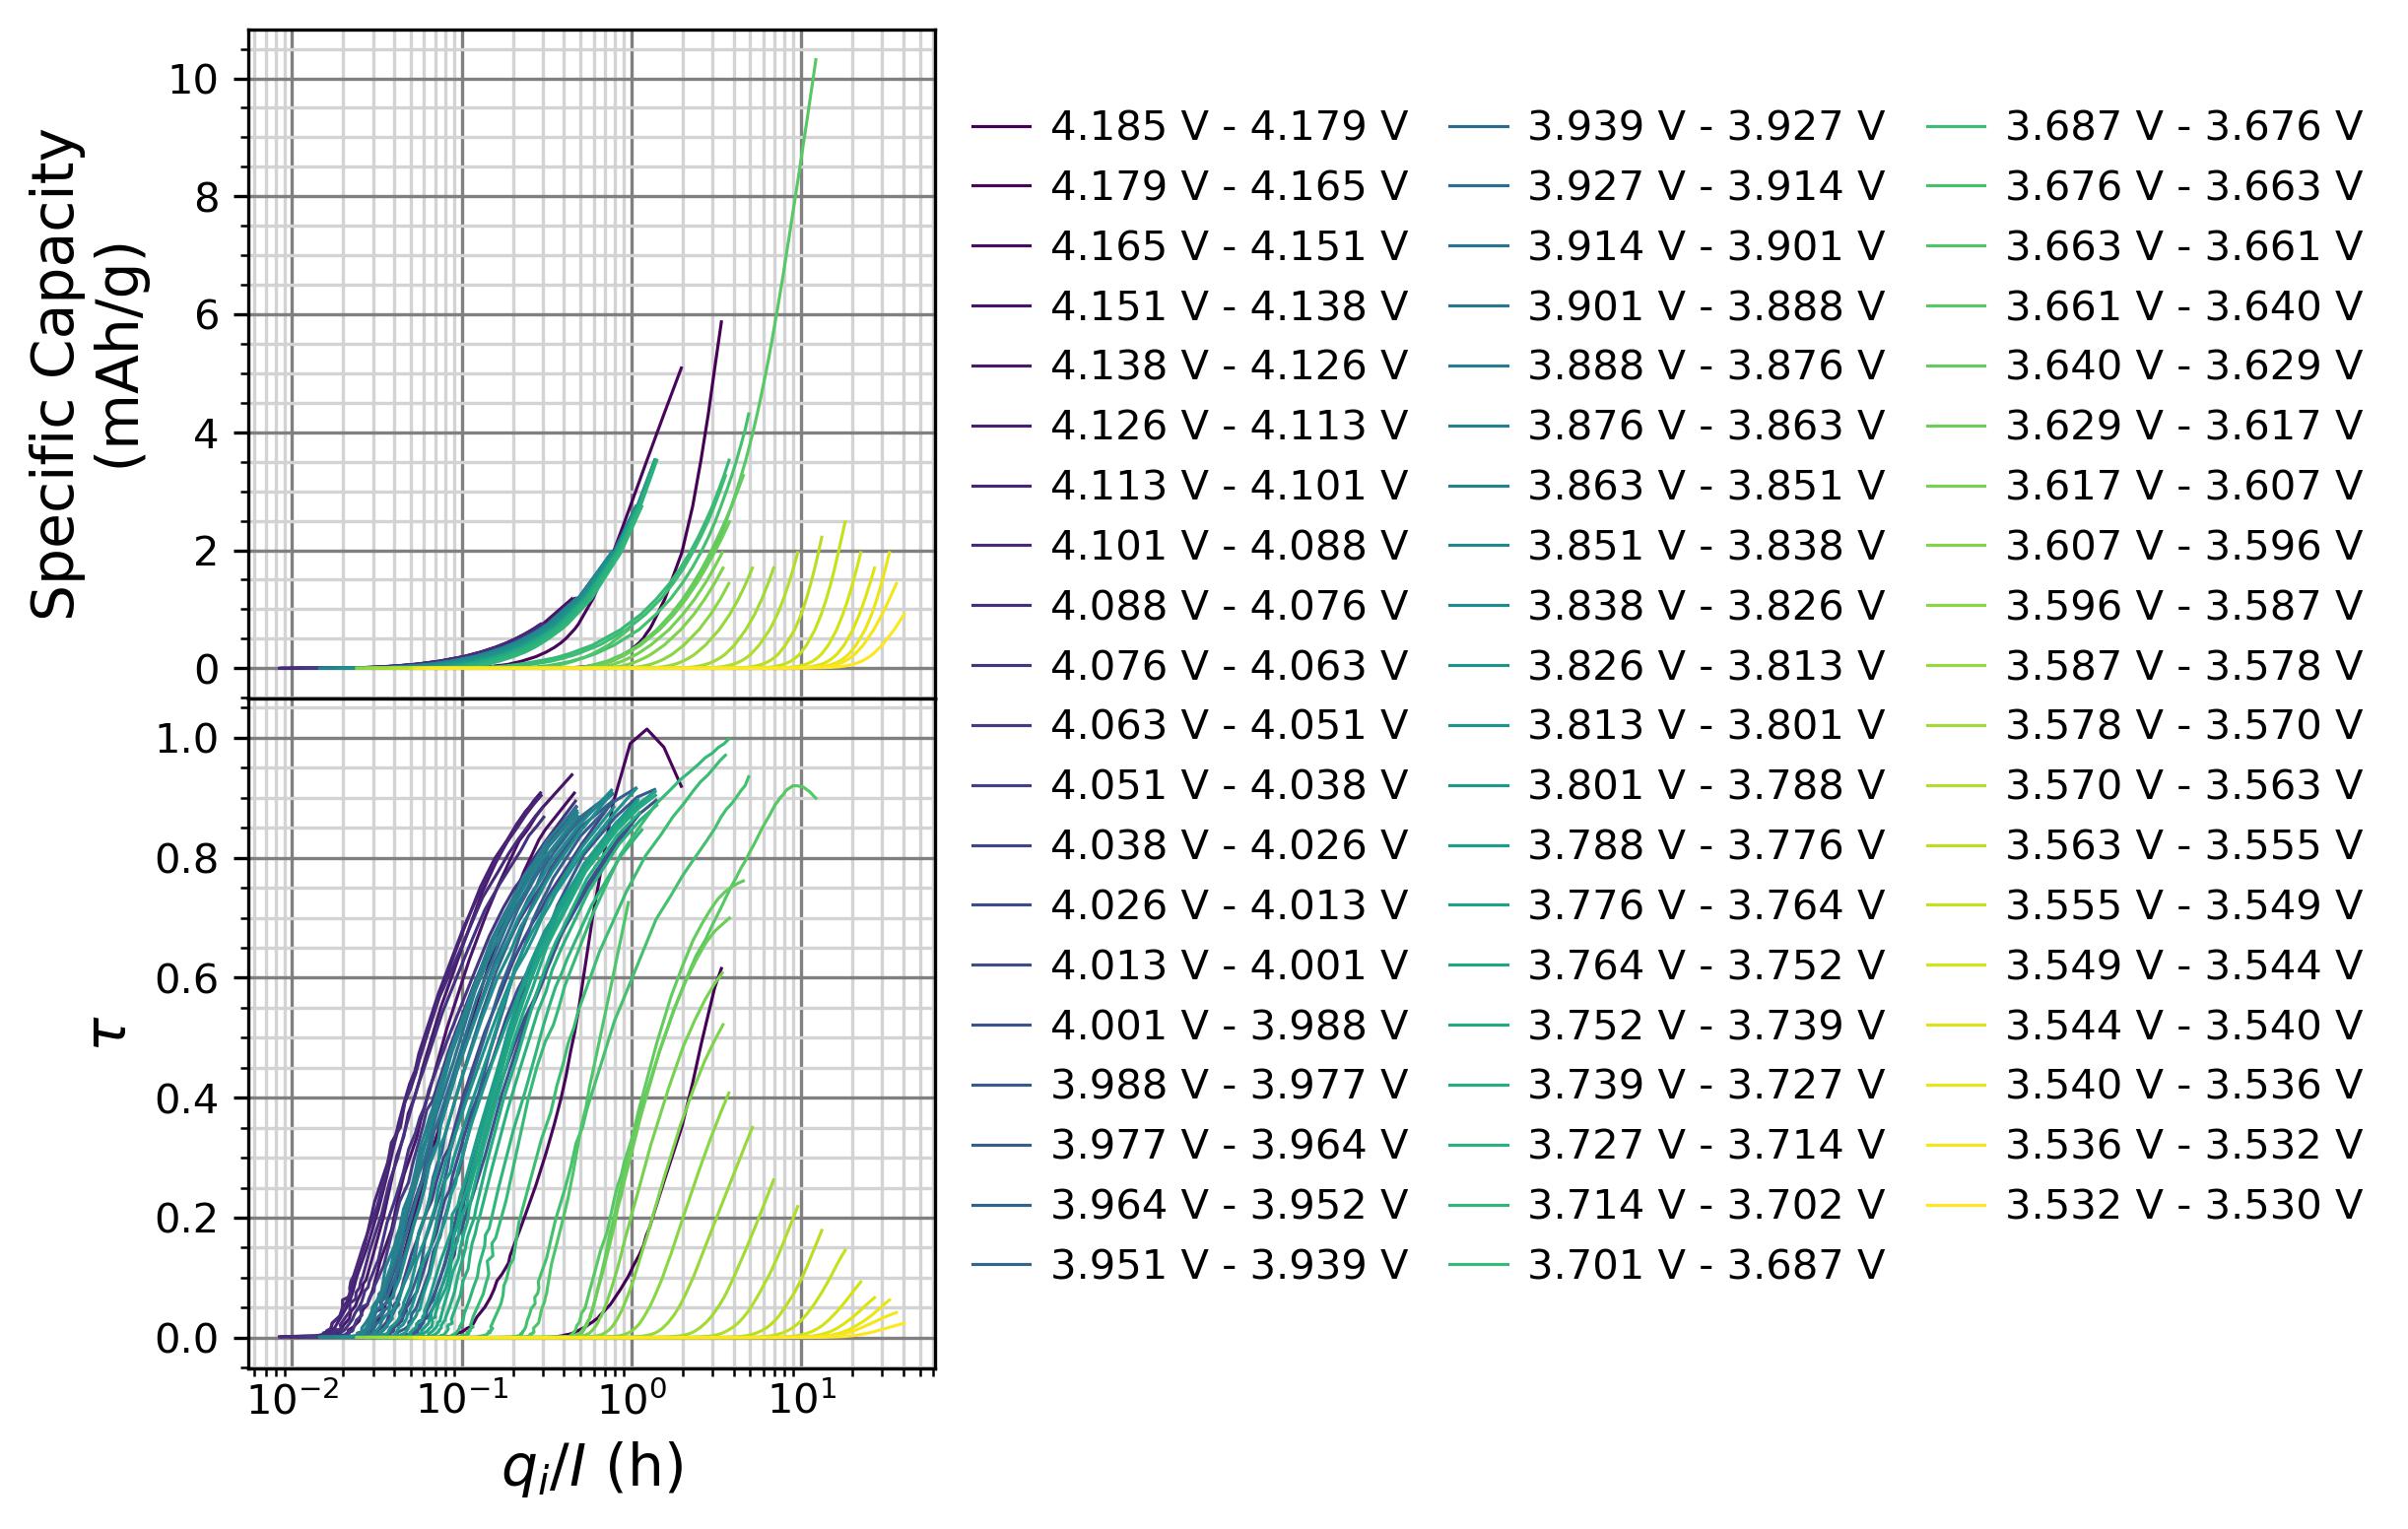 Specific Capacity
(mAh/g)
10
8
6
4
2
0
τ
1.0
0.8
0.6
0.4
0.2
0.0
10⁻²
10⁻¹
10⁰
10¹
qᵢ/I (h)
4.185 V - 4.179 V
4.179 V - 4.165 V
4.165 V - 4.151 V
4.151 V - 4.138 V
4.138 V - 4.126 V
4.126 V - 4.113 V
4.113 V - 4.101 V
4.101 V - 4.088 V
4.088 V - 4.076 V
4.076 V - 4.063 V
4.063 V - 4.051 V
4.051 V - 4.038 V
4.038 V - 4.026 V
4.026 V - 4.013 V
4.013 V - 4.001 V
4.001 V - 3.988 V
3.988 V - 3.977 V
3.977 V - 3.964 V
3.964 V - 3.952 V
3.951 V - 3.939 V
3.939 V - 3.927 V
3.927 V - 3.914 V
3.914 V - 3.901 V
3.901 V - 3.888 V
3.888 V - 3.876 V
3.876 V - 3.863 V
3.863 V - 3.851 V
3.851 V - 3.838 V
3.838 V - 3.826 V
3.826 V - 3.813 V
3.813 V - 3.801 V
3.801 V - 3.788 V
3.788 V - 3.776 V
3.776 V - 3.764 V
3.764 V - 3.752 V
3.752 V - 3.739 V
3.739 V - 3.727 V
3.727 V - 3.714 V
3.714 V - 3.702 V
3.701 V - 3.687 V
3.687 V - 3.676 V
3.676 V - 3.663 V
3.663 V - 3.661 V
3.661 V - 3.640 V
3.640 V - 3.629 V
3.629 V - 3.617 V
3.617 V - 3.607 V
3.607 V - 3.596 V
3.596 V - 3.587 V
3.587 V - 3.578 V
3.578 V - 3.570 V
3.570 V - 3.563 V
3.563 V - 3.555 V
3.555 V - 3.549 V
3.549 V - 3.544 V
3.544 V - 3.540 V
3.540 V - 3.536 V
3.536 V - 3.532 V
3.532 V - 3.530 V